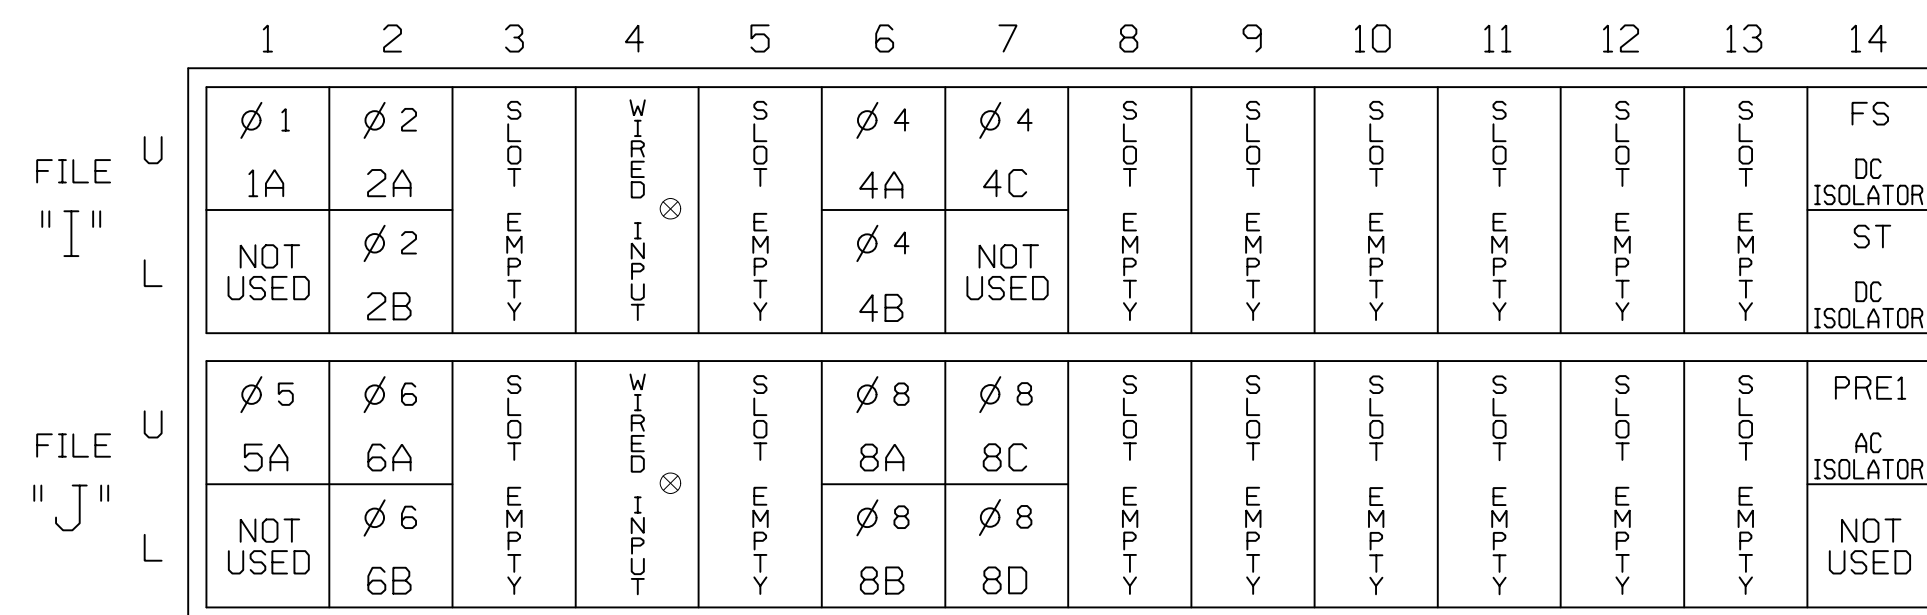 1 2 3 4 5 6 7 8 9 10 11 12 13 14
FILE "I"
U
L
Ø 1
1A
NOT USED
Ø 2
2A
Ø 2
2B
SLOT EMPTY
WIRED INPUT
SLOT EMPTY
Ø 4
4A
Ø 4
4B
Ø 4
4C
NOT USED
SLOT EMPTY
SLOT EMPTY
SLOT EMPTY
SLOT EMPTY
SLOT EMPTY
SLOT EMPTY
FS
DC
ISOLATOR
ST
DC
ISOLATOR
FILE "J"
U
L
Ø 5
5A
NOT USED
Ø 6
6A
Ø 6
6B
SLOT EMPTY
WIRED INPUT
SLOT EMPTY
Ø 8
8A
Ø 8
8B
Ø 8
8C
Ø 8
8D
SLOT EMPTY
SLOT EMPTY
SLOT EMPTY
SLOT EMPTY
SLOT EMPTY
SLOT EMPTY
PRE1
AC
ISOLATOR
NOT USED